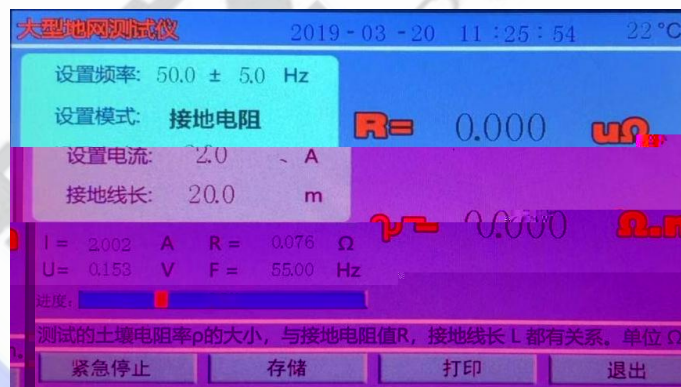 大型地网测试仪 2019-03-20 11:25:54 22℃
设置频率: 50.0 ± 5.0 Hz
设置模式: 接地电阻
R= 0.000 uΩ
设置电流: 2.0 A
接地线长: 20.0 m
0.000
I = 2.002 A R = 0.076 Ω
U= 0.153 V F = 55.00 Hz
进度:
测试的土壤电阻率ρ的大小，与接地电阻值R，接地线长 L 都有关系。单位 Ω
紧急停止 存储 打印 退出